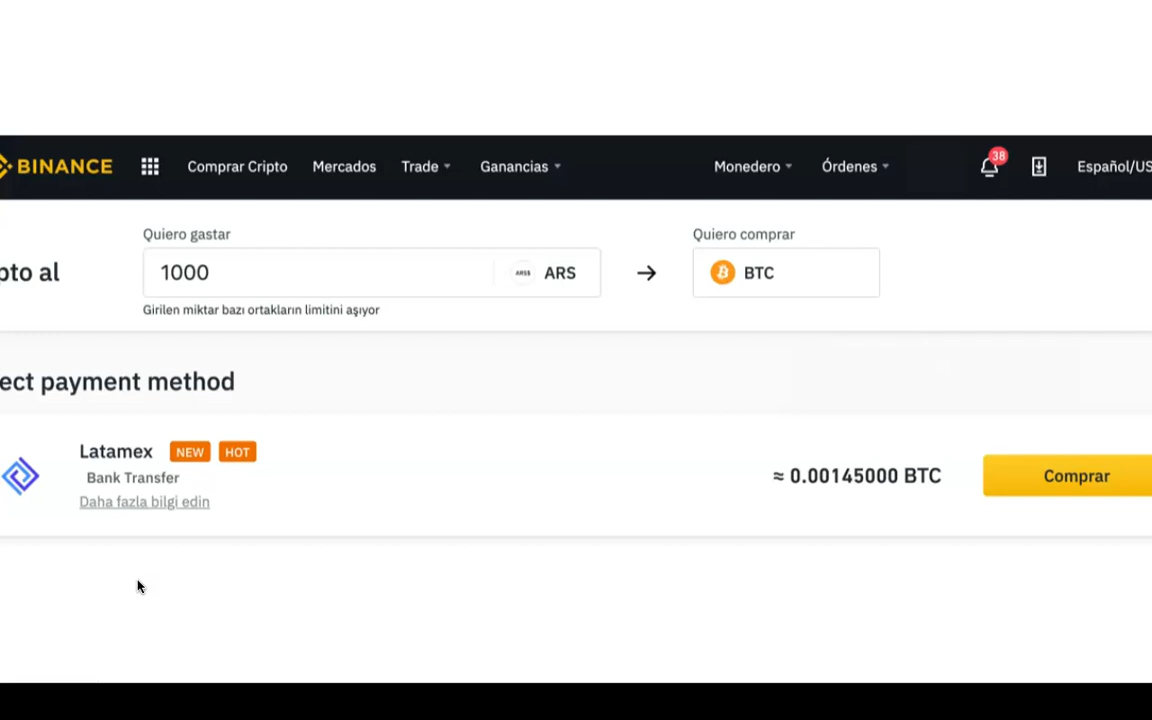 BINANCE Comprar Cripto Mercados Trade Ganancias Monedero Órdenes 38 Español/US
Quiero gastar Quiero comprar
pto al 1000 ARS → BTC
Girilen miktar bazı ortakların limitini aşıyor
ect payment method
Latamex NEW HOT
Bank Transfer
≈ 0.00145000 BTC Comprar
Daha fazla bilgi edin